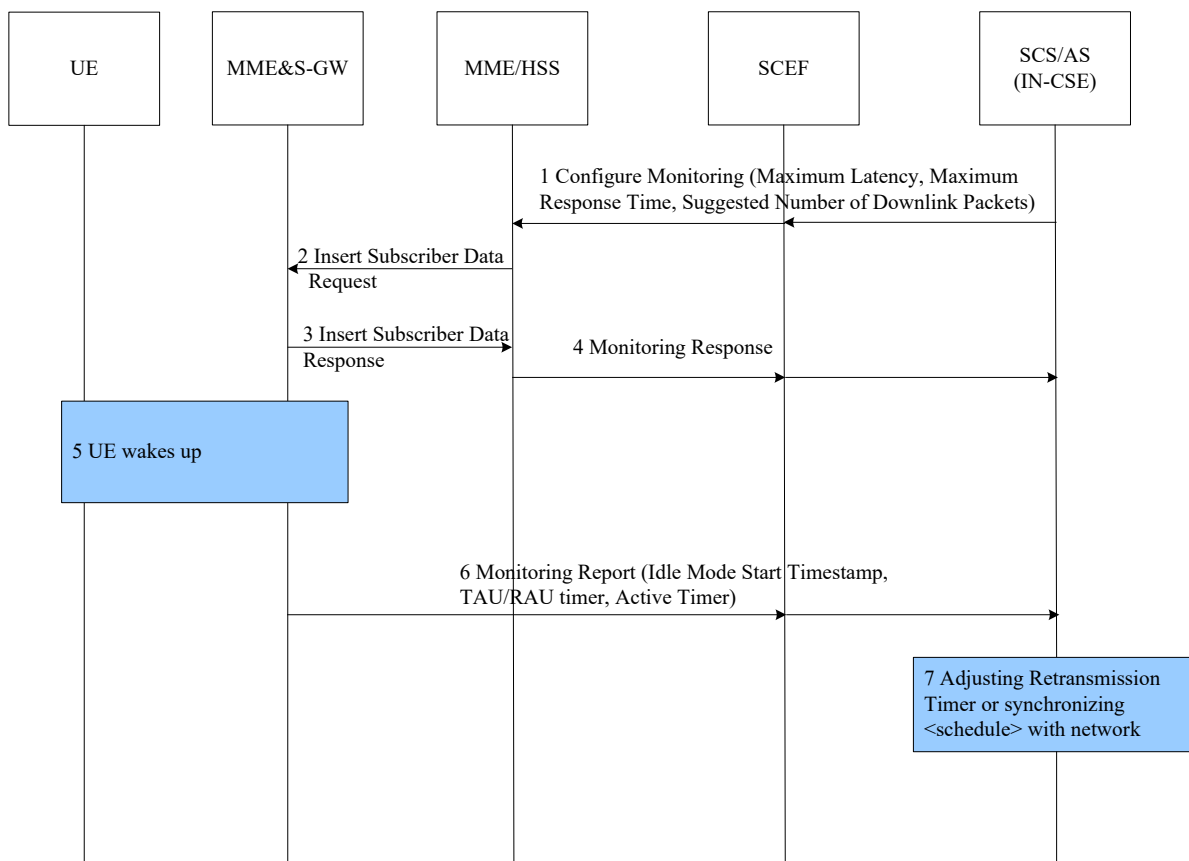 UE
MME&S-GW
MME/HSS
SCEF
SCS/AS
(IN-CSE)
1 Configure Monitoring (Maximum Latency, Maximum
Response Time, Suggested Number of Downlink Packets)
2 Insert Subscriber Data
Request
3 Insert Subscriber Data
Response
4 Monitoring Response
5 UE wakes up
6 Monitoring Report (Idle Mode Start Timestamp,
TAU/RAU timer, Active Timer)
7 Adjusting Retransmission
Timer or synchronizing
<schedule> with network